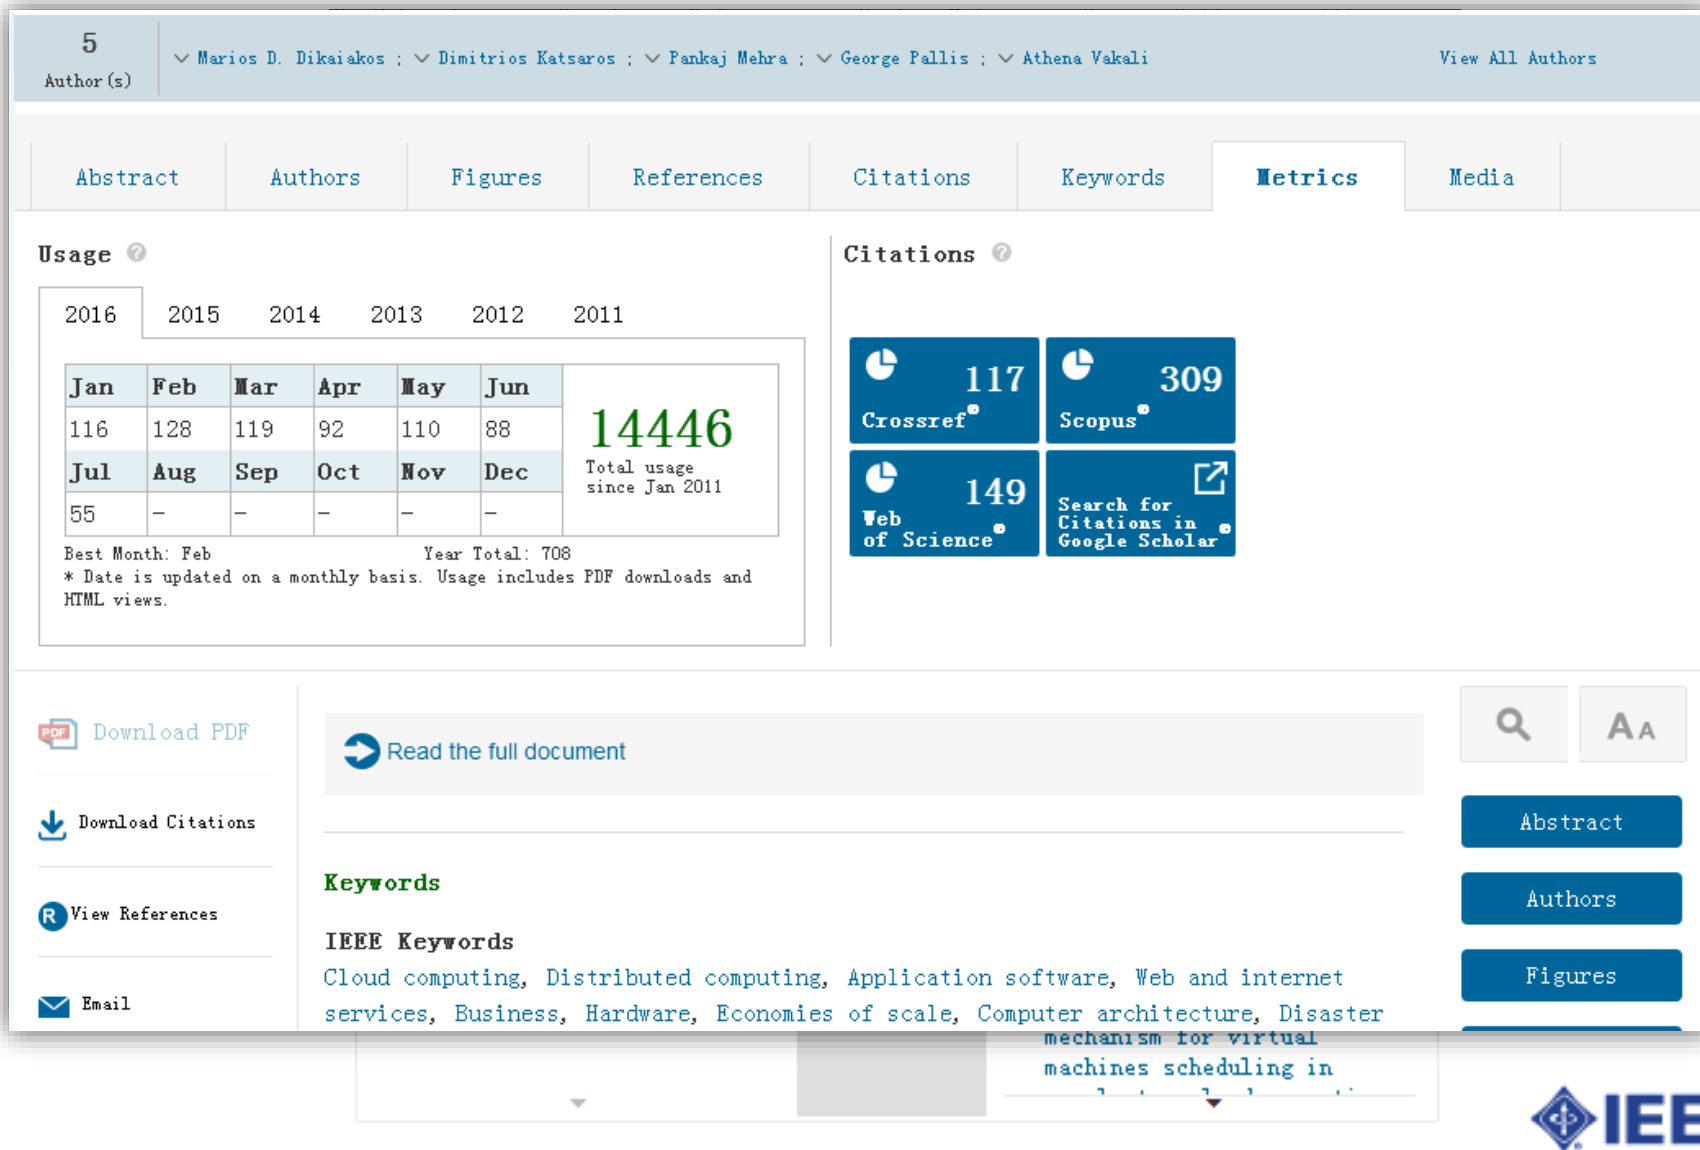 5
Author(s)
Marios D. Dikaiakos ; Dimitrios Katsaros ; Pankaj Mehra ; George Pallis ; Athena Vakali
View All Authors
Abstract Authors Figures References Citations Keywords Metrics Media
Usage ?
2016 2015 2014 2013 2012 2011
Jan Feb Mar Apr May Jun
116 128 119 92 110 88
Jul Aug Sep Oct Nov Dec
55 - - - - -
14446
Total usage
since Jan 2011
Best Month: Feb Year Total: 708
* Date is updated on a monthly basis. Usage includes PDF downloads and
HTML views.
Citations ?
117
Crossref®
309
Scopus®
149
Web
of Science®
Search for
Citations in
Google Scholar®
PDF Download PDF
Download Citations
R View References
Email
Read the full document
Keywords
IEEE Keywords
Cloud computing, Distributed computing, Application software, Web and internet
services, Business, Hardware, Economies of scale, Computer architecture, Disaster
AA
Abstract
Authors
Figures
mechanism for virtual
machines scheduling in
IEE